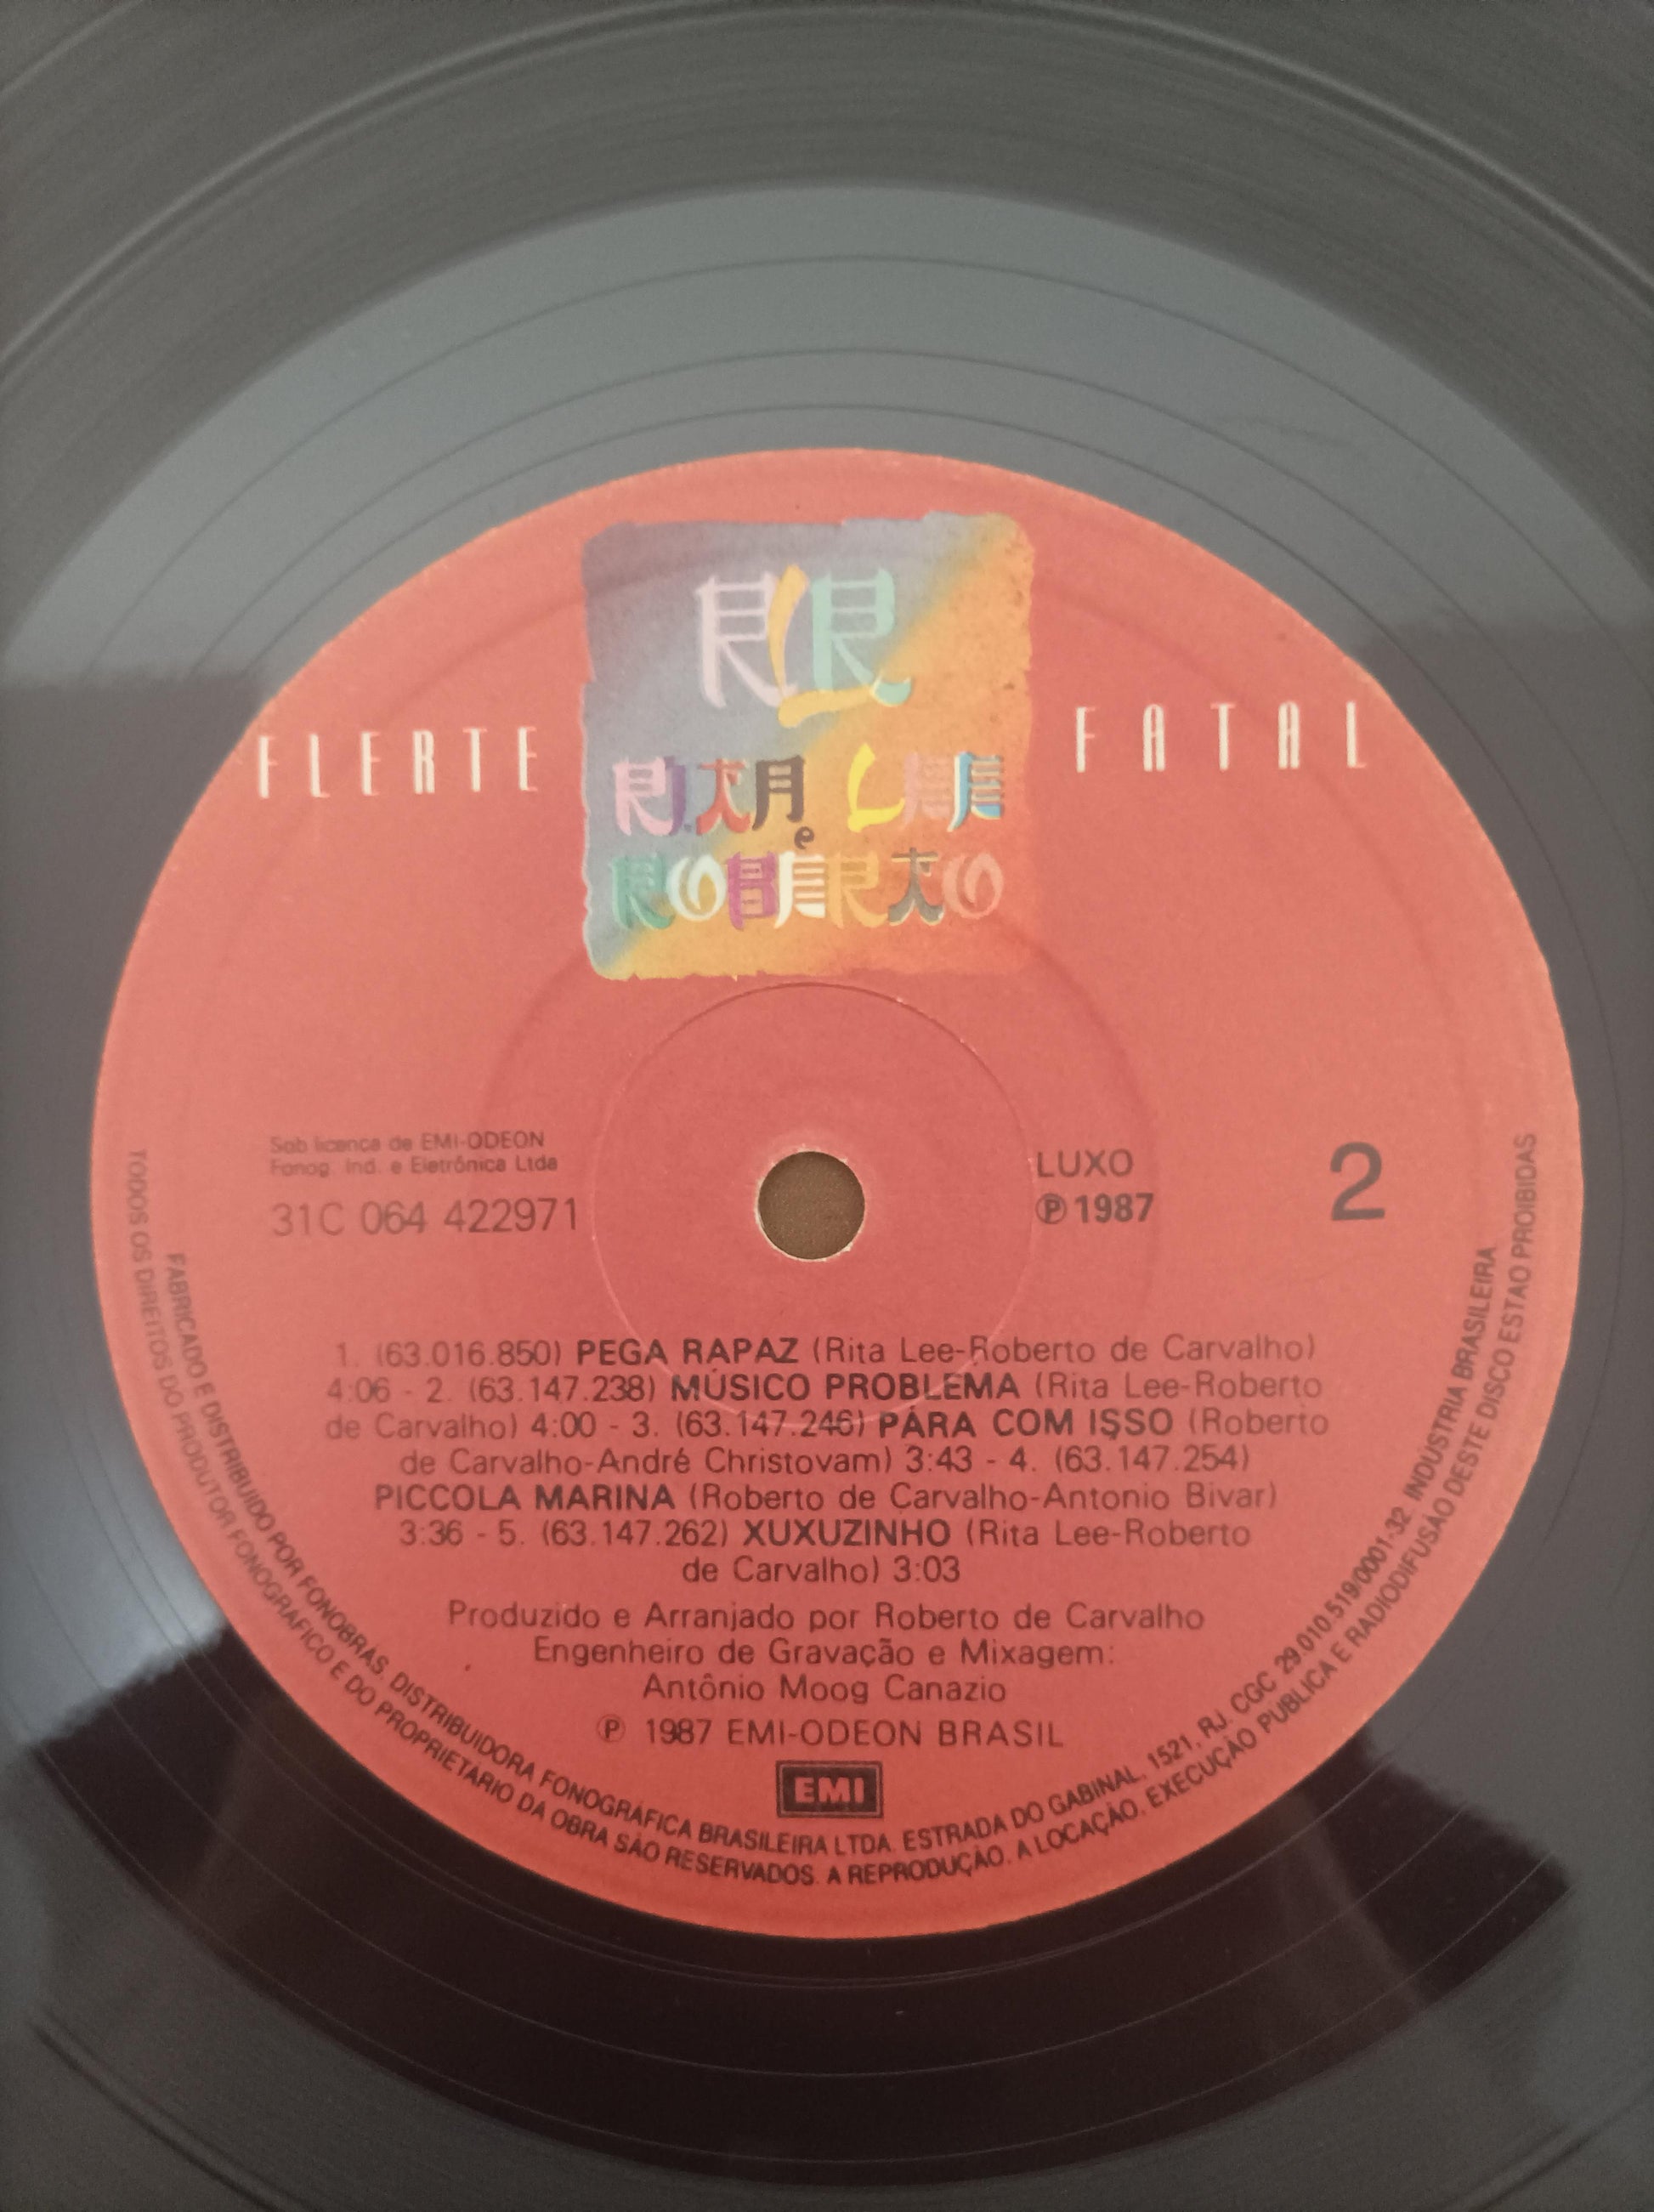 RLR
FLERTE FATAL
RITA LEE
e
ROBERTO
Sob licença de EMI-ODEON
Fonog. Ind. e Eletrônica Ltda
31C 064 422971
LUXO
℗ 1987
2
1. (63.016.850) PEGA RAPAZ (Rita Lee-Roberto de Carvalho)
4:06 - 2. (63.147.238) MÚSICO PROBLEMA (Rita Lee-Roberto
de Carvalho) 4:00 - 3. (63.147.246) PÁRA COM ISSO (Roberto
de Carvalho-André Christovam) 3:43 - 4. (63.147.254)
PICCOLA MARINA (Roberto de Carvalho-Antonio Bivar)
3:36 - 5. (63.147.262) XUXUZINHO (Rita Lee-Roberto
de Carvalho) 3:03
Produzido e Arranjado por Roberto de Carvalho
Engenheiro de Gravação e Mixagem:
Antônio Moog Canazio
℗ 1987 EMI-ODEON BRASIL
EMI
FABRICADO E DISTRIBUIDO POR FONOBRÁS. DISTRIBUIDORA FONOGRÁFICA BRASILEIRA LTDA. ESTRADA DO GABINAL, 1521, RJ. CGC 29.010.519/0001-32. INDÚSTRIA BRASILEIRA
TODOS OS DIREITOS DO PRODUTOR FONOGRÁFICO E DO PROPRIETÁRIO DA OBRA SÃO RESERVADOS. A REPRODUÇÃO, A LOCAÇÃO, EXECUÇÃO PUBLICA E RADIODIFUSÃO DESTE DISCO ESTÃO PROIBIDAS